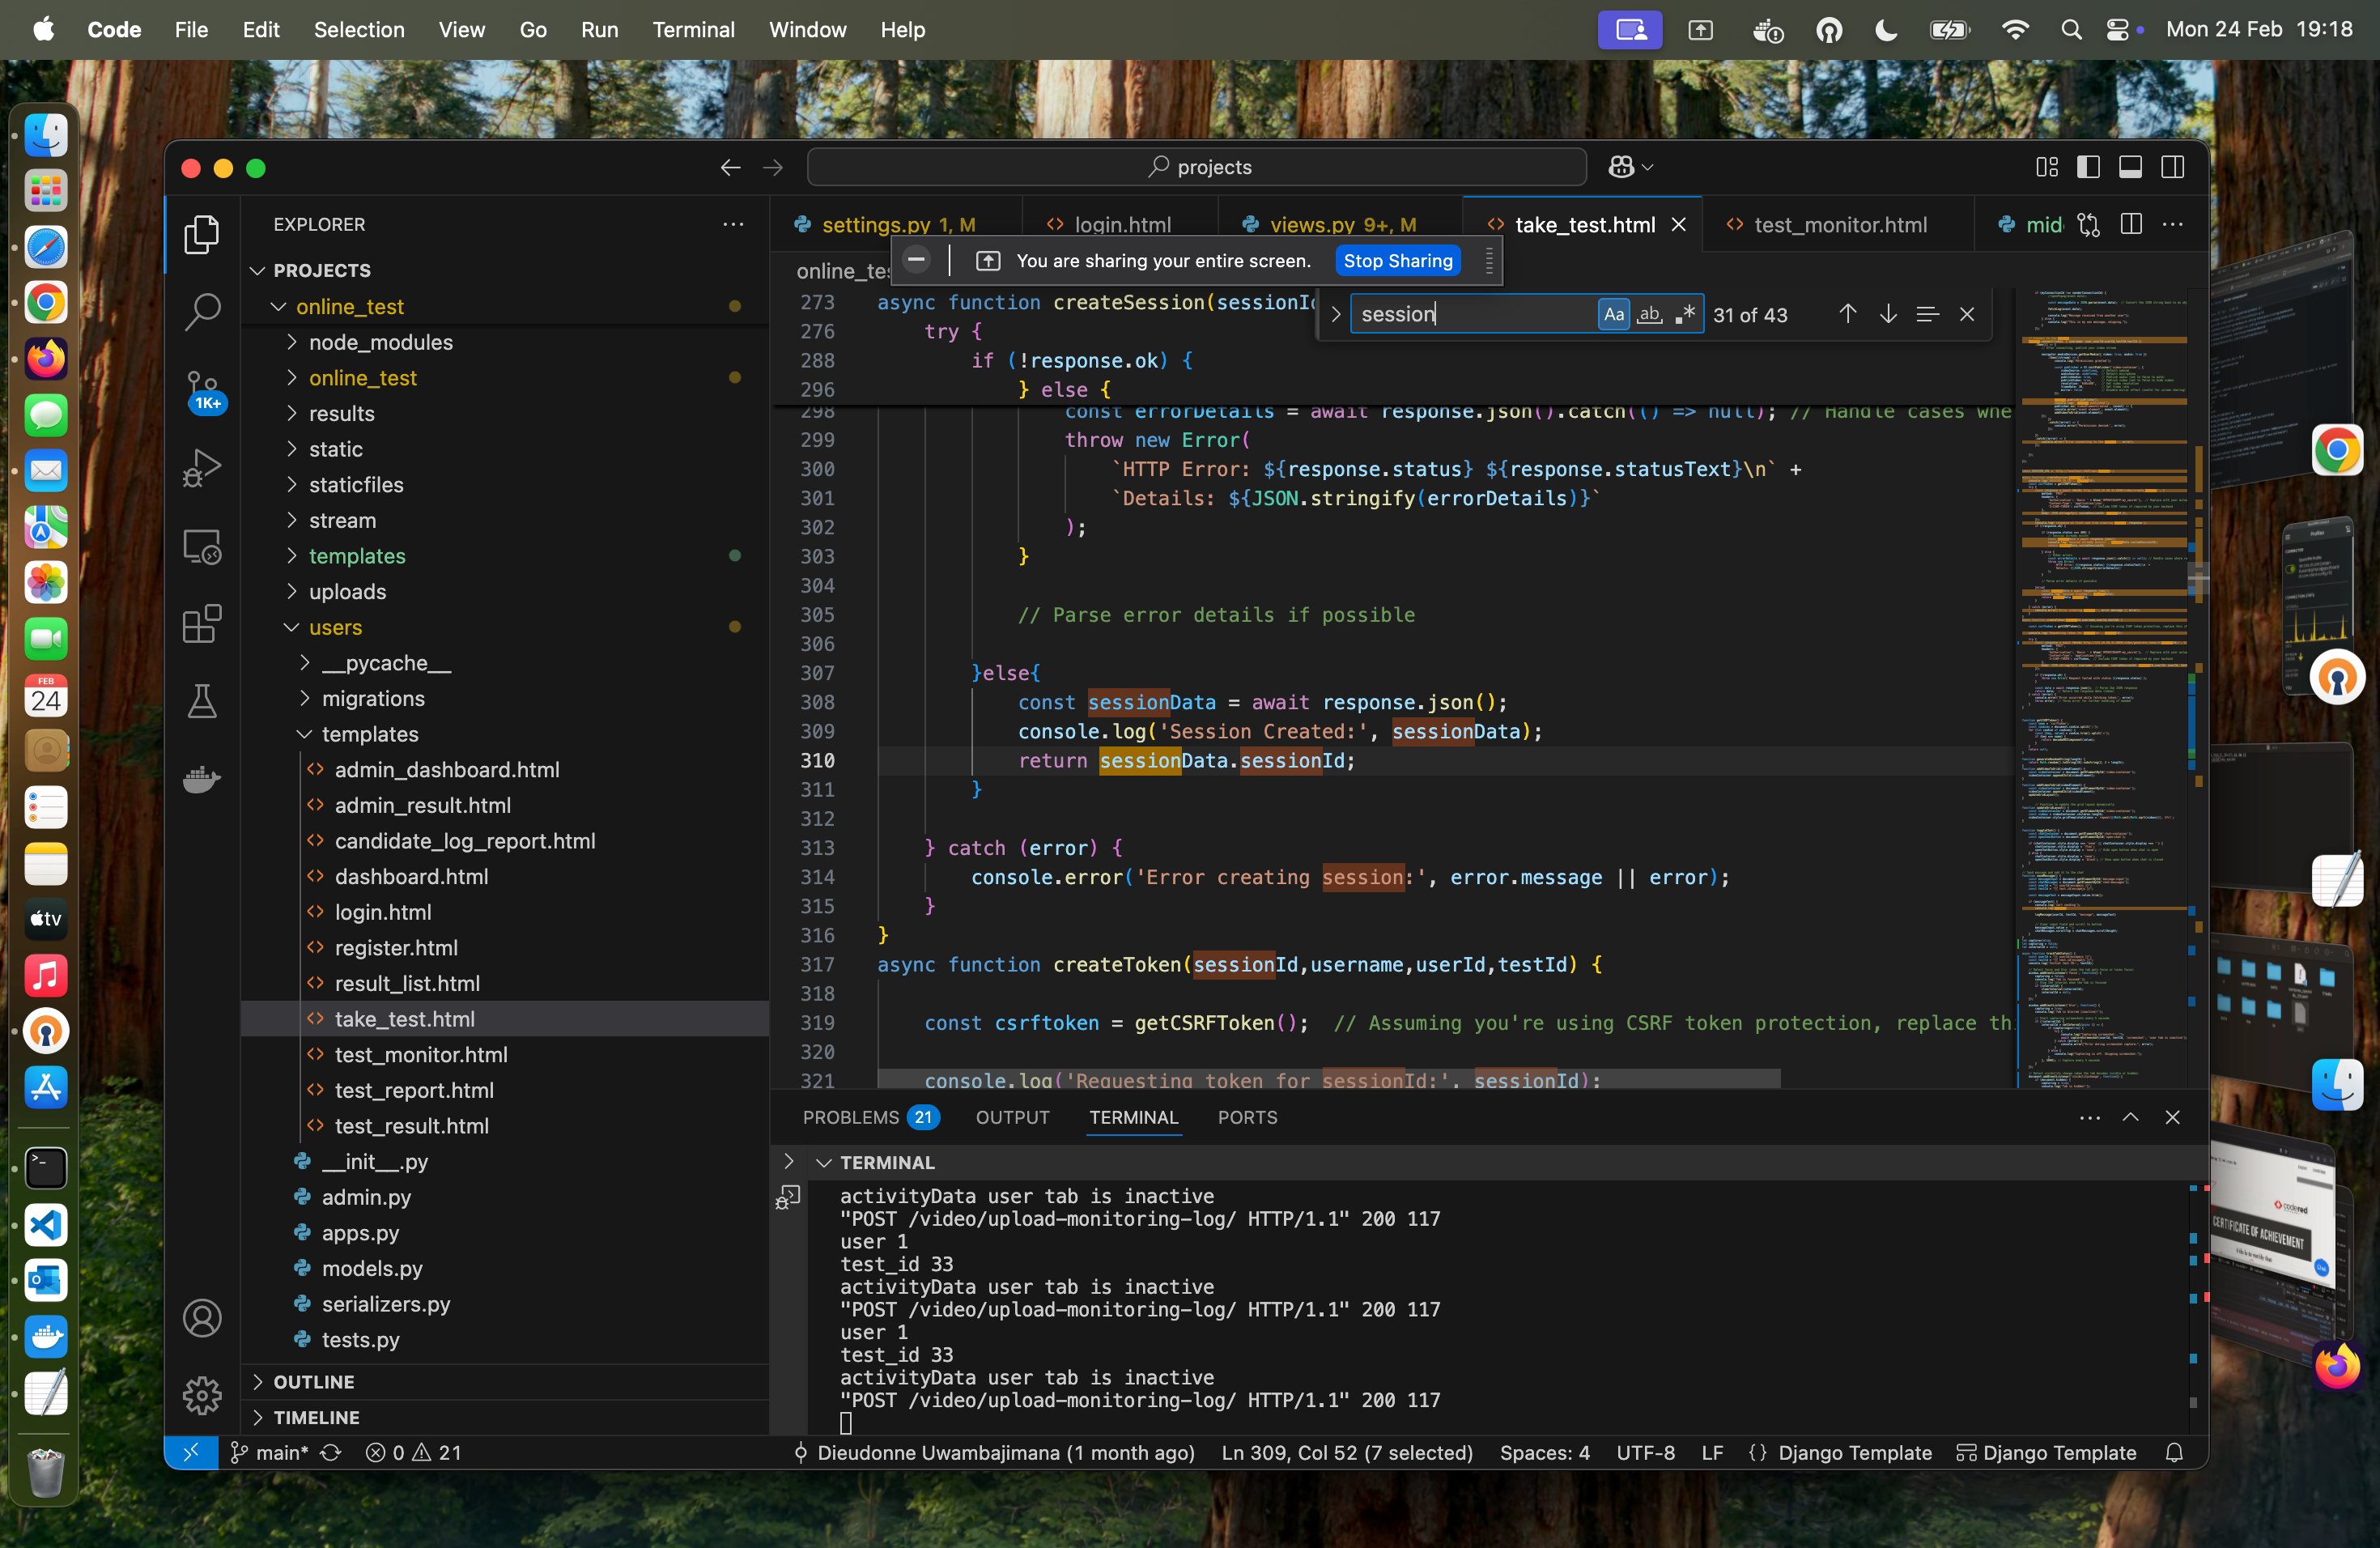 Code File Edit Selection View Go Run Terminal Window Help
Mon 24 Feb 19:18
projects
EXPLORER
PROJECTS
online_test
node_modules
online_test
results
static
staticfiles
stream
templates
uploads
users
__pycache__
migrations
templates
admin_dashboard.html
admin_result.html
candidate_log_report.html
dashboard.html
login.html
register.html
result_list.html
take_test.html
test_monitor.html
test_report.html
test_result.html
__init__.py
admin.py
apps.py
models.py
serializers.py
tests.py
OUTLINE
TIMELINE
1K+
FEB
24
tv
settings.py 1, M
login.html
views.py 9+, M
take_test.html
test_monitor.html
mid
You are sharing your entire screen. Stop Sharing
online_te
session
Aa ab 31 of 43
273 async function createSession(sessionId
276 try {
288 if (!response.ok) {
296 } else {
298 const errorDetails = await response.json().catch(() => null); // Handle cases whe
299 throw new Error(
300 `HTTP Error: ${response.status} ${response.statusText}\n` +
301 `Details: ${JSON.stringify(errorDetails)}`
302 );
303 }
304
305 // Parse error details if possible
306
307 }else{
308 const sessionData = await response.json();
309 console.log('Session Created:', sessionData);
310 return sessionData.sessionId;
311 }
312
313 } catch (error) {
314 console.error('Error creating session:', error.message || error);
315 }
316 }
317 async function createToken(sessionId,username,userId,testId) {
318
319 const csrftoken = getCSRFToken(); // Assuming you're using CSRF token protection, replace thi
320
321 console.log('Requesting token for sessionId:', sessionId);
PROBLEMS 21 OUTPUT TERMINAL PORTS
TERMINAL
activityData user tab is inactive
"POST /video/upload-monitoring-log/ HTTP/1.1" 200 117
user 1
test_id 33
activityData user tab is inactive
"POST /video/upload-monitoring-log/ HTTP/1.1" 200 117
user 1
test_id 33
activityData user tab is inactive
"POST /video/upload-monitoring-log/ HTTP/1.1" 200 117
main* 0 21
Dieudonne Uwambajimana (1 month ago) Ln 309, Col 52 (7 selected) Spaces: 4 UTF-8 LF {} Django Template Django Template
codered
CERTIFICATE OF ACHIEVEMENT